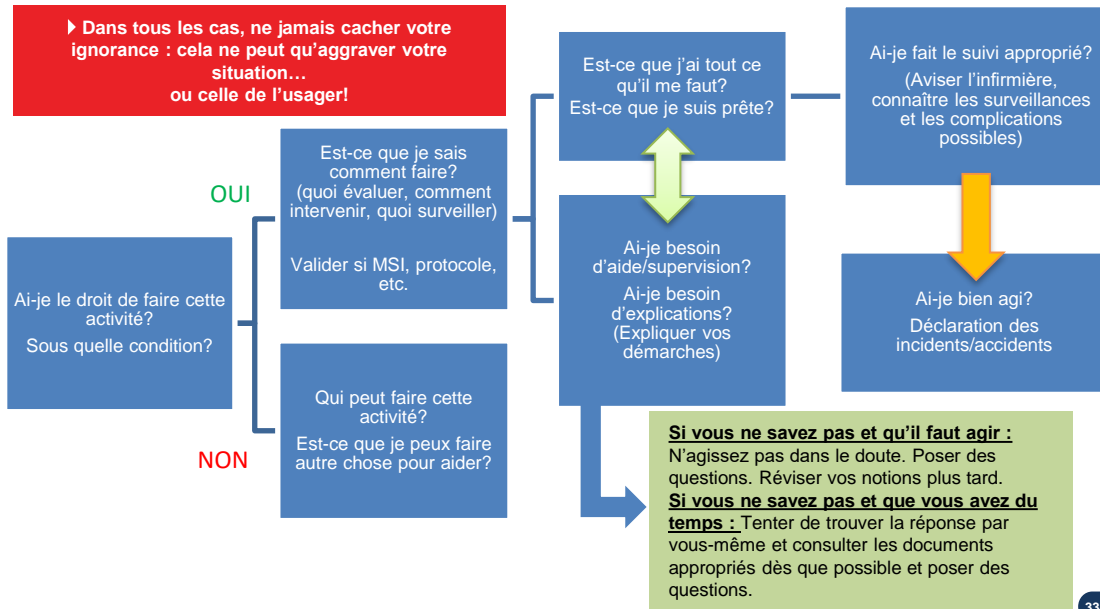 Dans tous les cas, ne jamais cacher votre
ignorance : cela ne peut qu'aggraver votre
situation…
ou celle de l'usager!
Ai-je le droit de faire cette
activité?
Sous quelle condition?
OUI
Est-ce que je sais
comment faire?
(quoi évaluer, comment
intervenir, quoi surveiller)
Valider si MSI, protocole,
etc.
NON
Qui peut faire cette
activité?
Est-ce que je peux faire
autre chose pour aider?
Est-ce que j'ai tout ce
qu'il me faut?
Est-ce que je suis prête?
Ai-je besoin
d'aide/supervision?
Ai-je besoin
d'explications?
(Expliquer vos
démarches)
Ai-je fait le suivi approprié?
(Aviser l'infirmière,
connaître les surveillances
et les complications
possibles)
Ai-je bien agi?
Déclaration des
incidents/accidents
Si vous ne savez pas et qu'il faut agir :
N'agissez pas dans le doute. Poser des
questions. Réviser vos notions plus tard.
Si vous ne savez pas et que vous avez du
temps : Tenter de trouver la réponse par
vous-même et consulter les documents
appropriés dès que possible et poser des
questions.
33